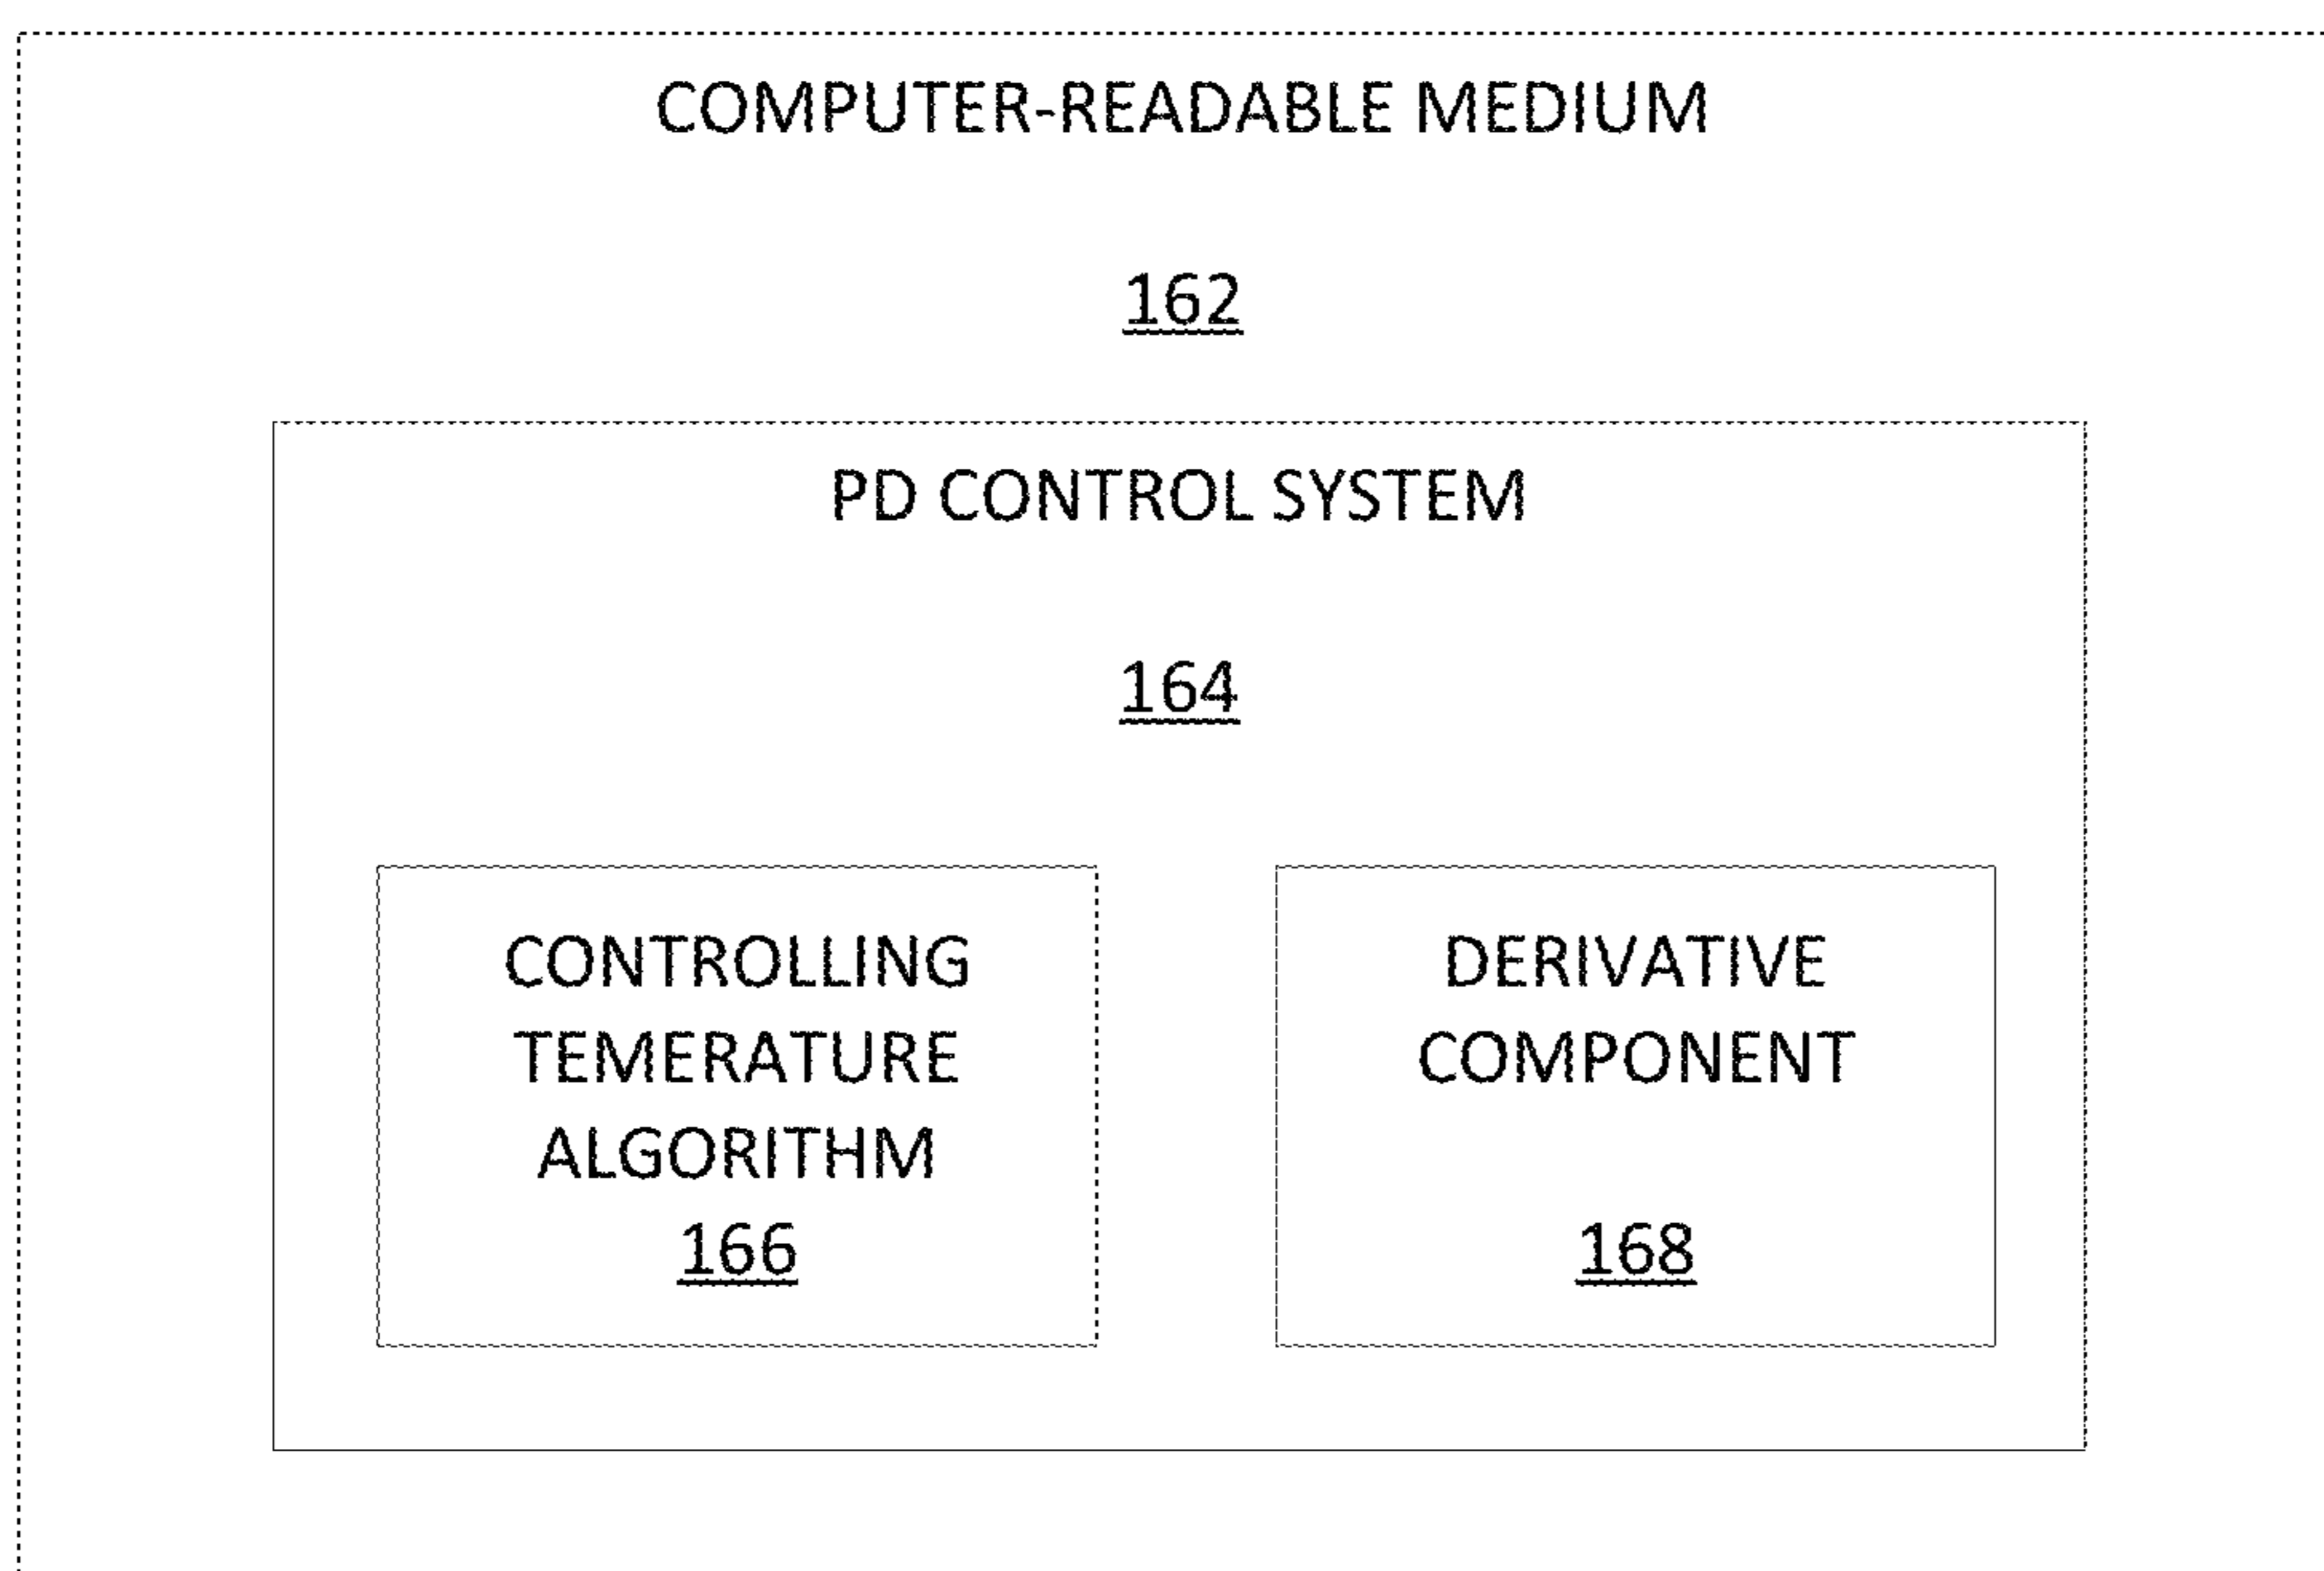 COMPUTER-READABLE MEDIUM
162
PD CONTROL SYSTEM
164
CONTROLLING
TEMERATURE
ALGORITHM
166
DERIVATIVE
COMPONENT
168